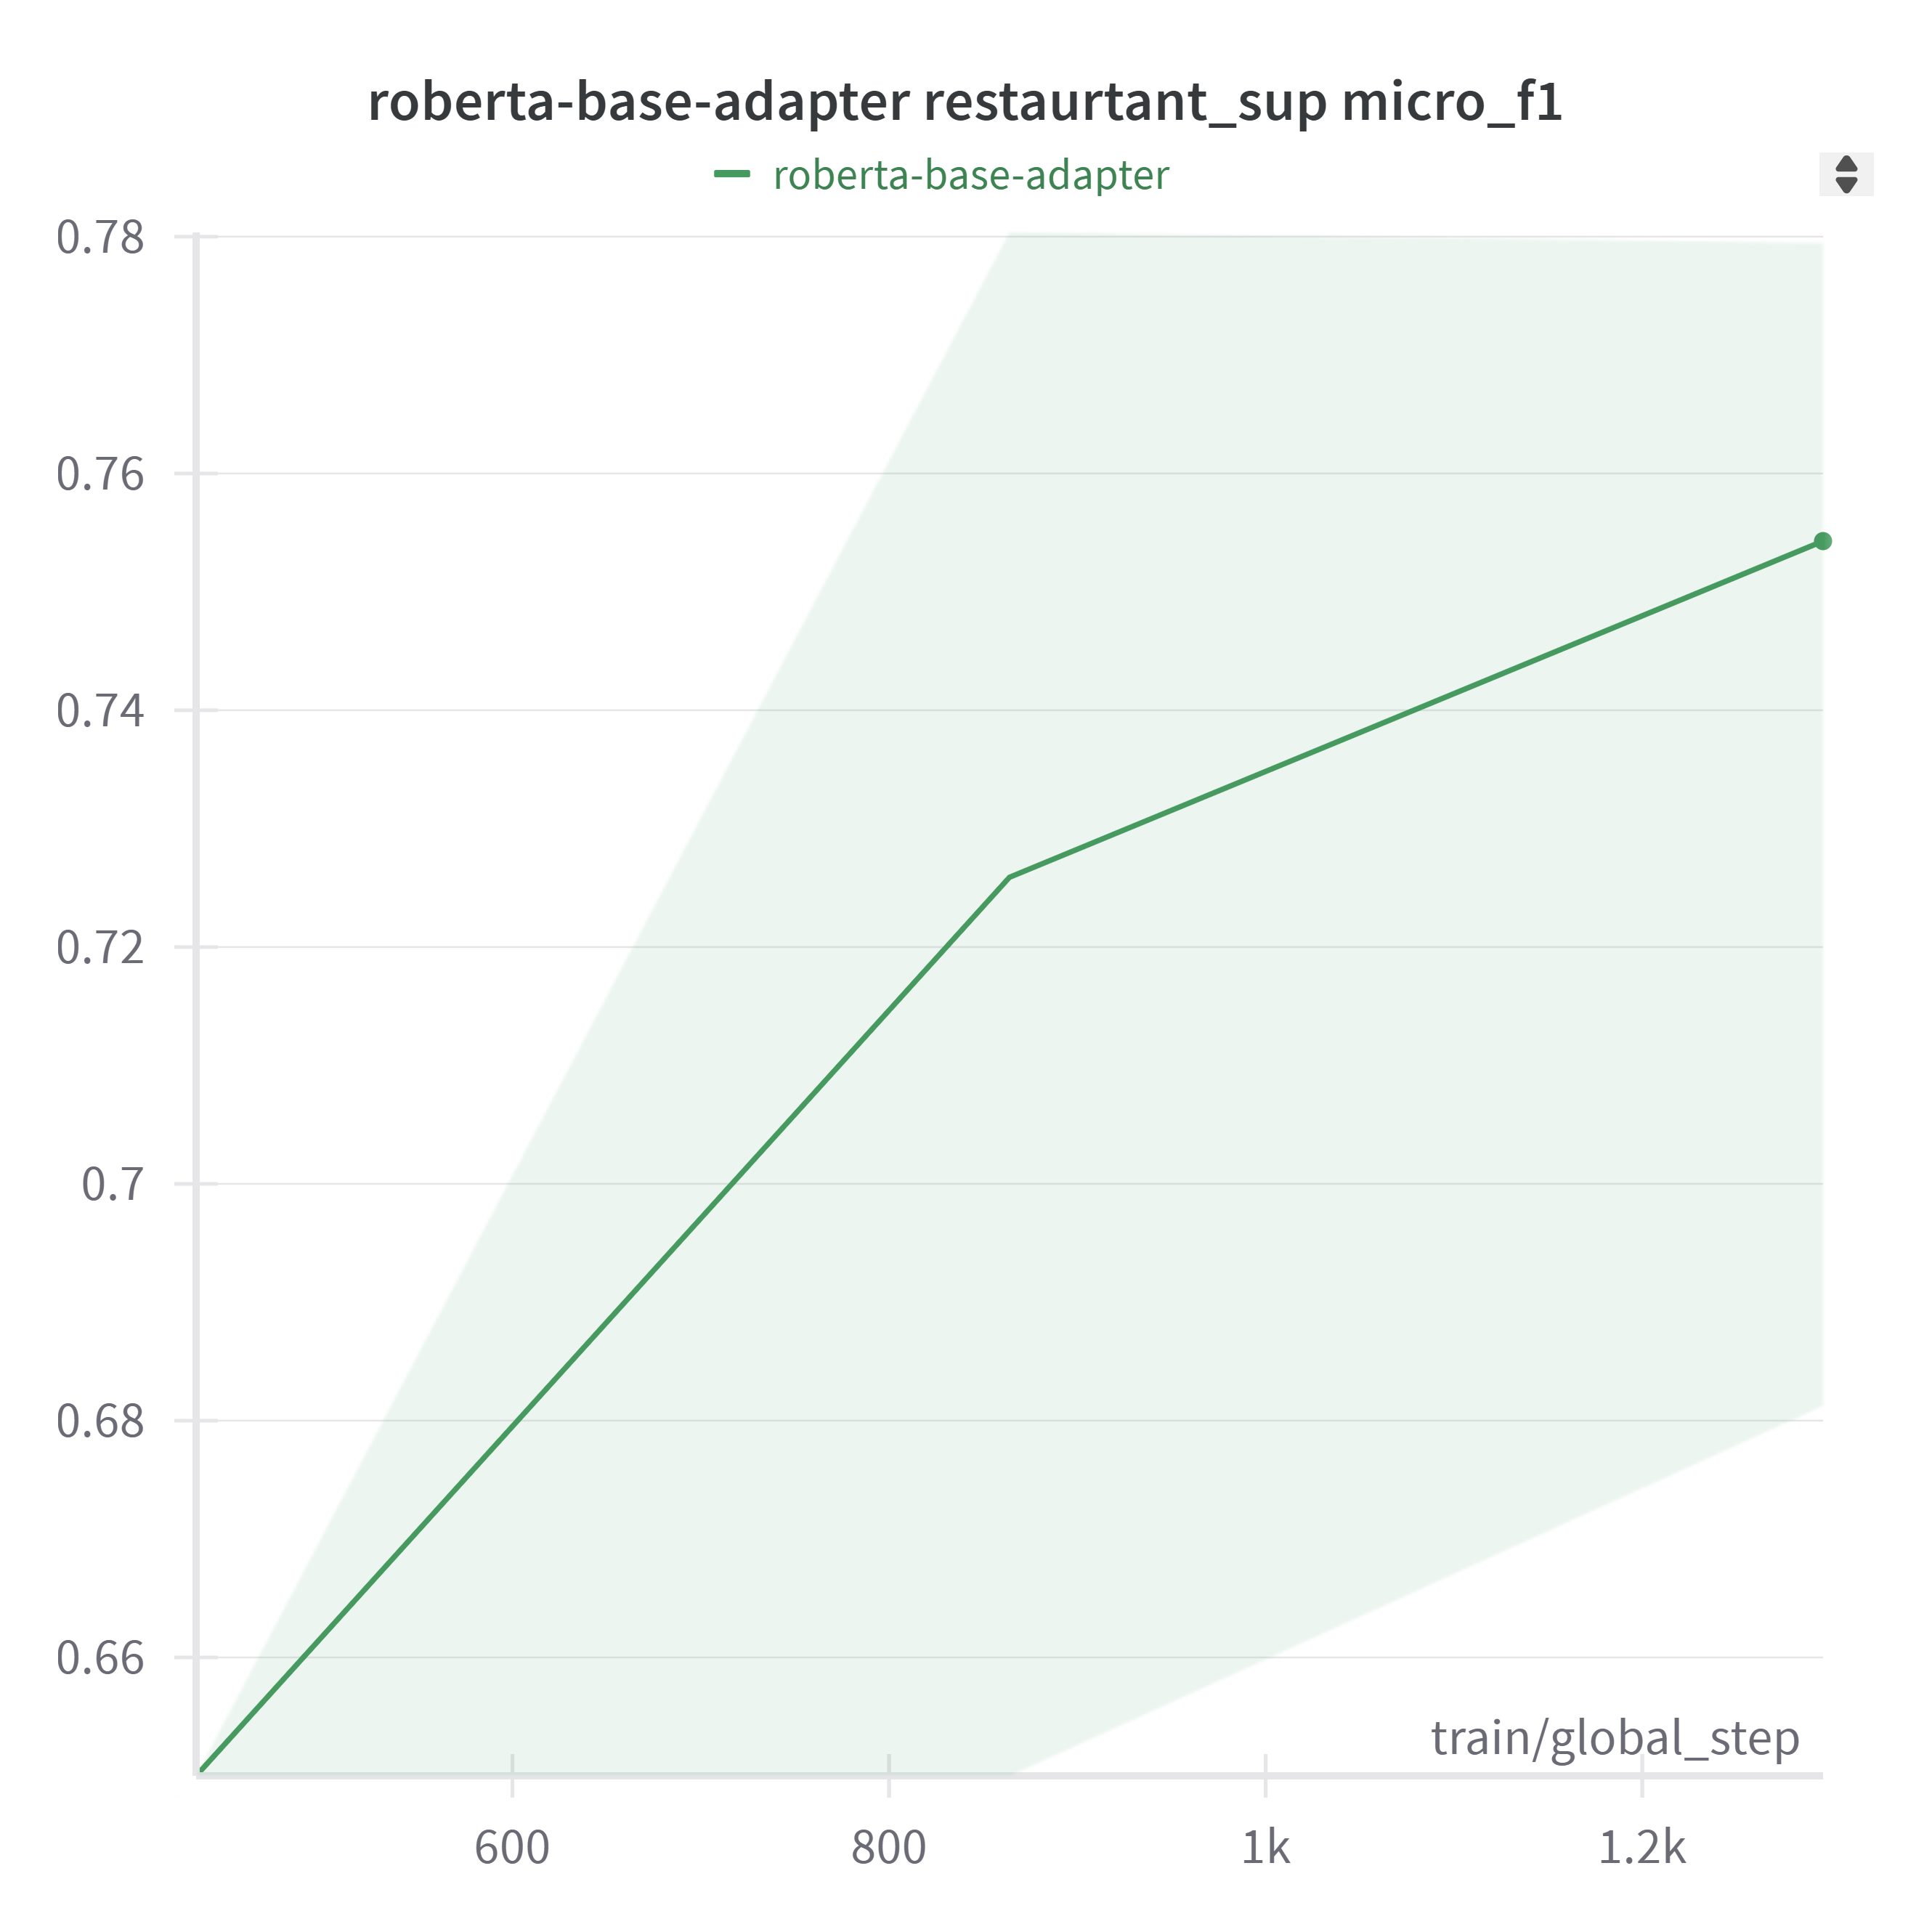 roberta-base-adapter restaurtant_sup micro_f1
roberta-base-adapter
0.78
0.76
0.74
0.72
0.7
0.68
0.66
train/global_step
600 800 1k 1.2k